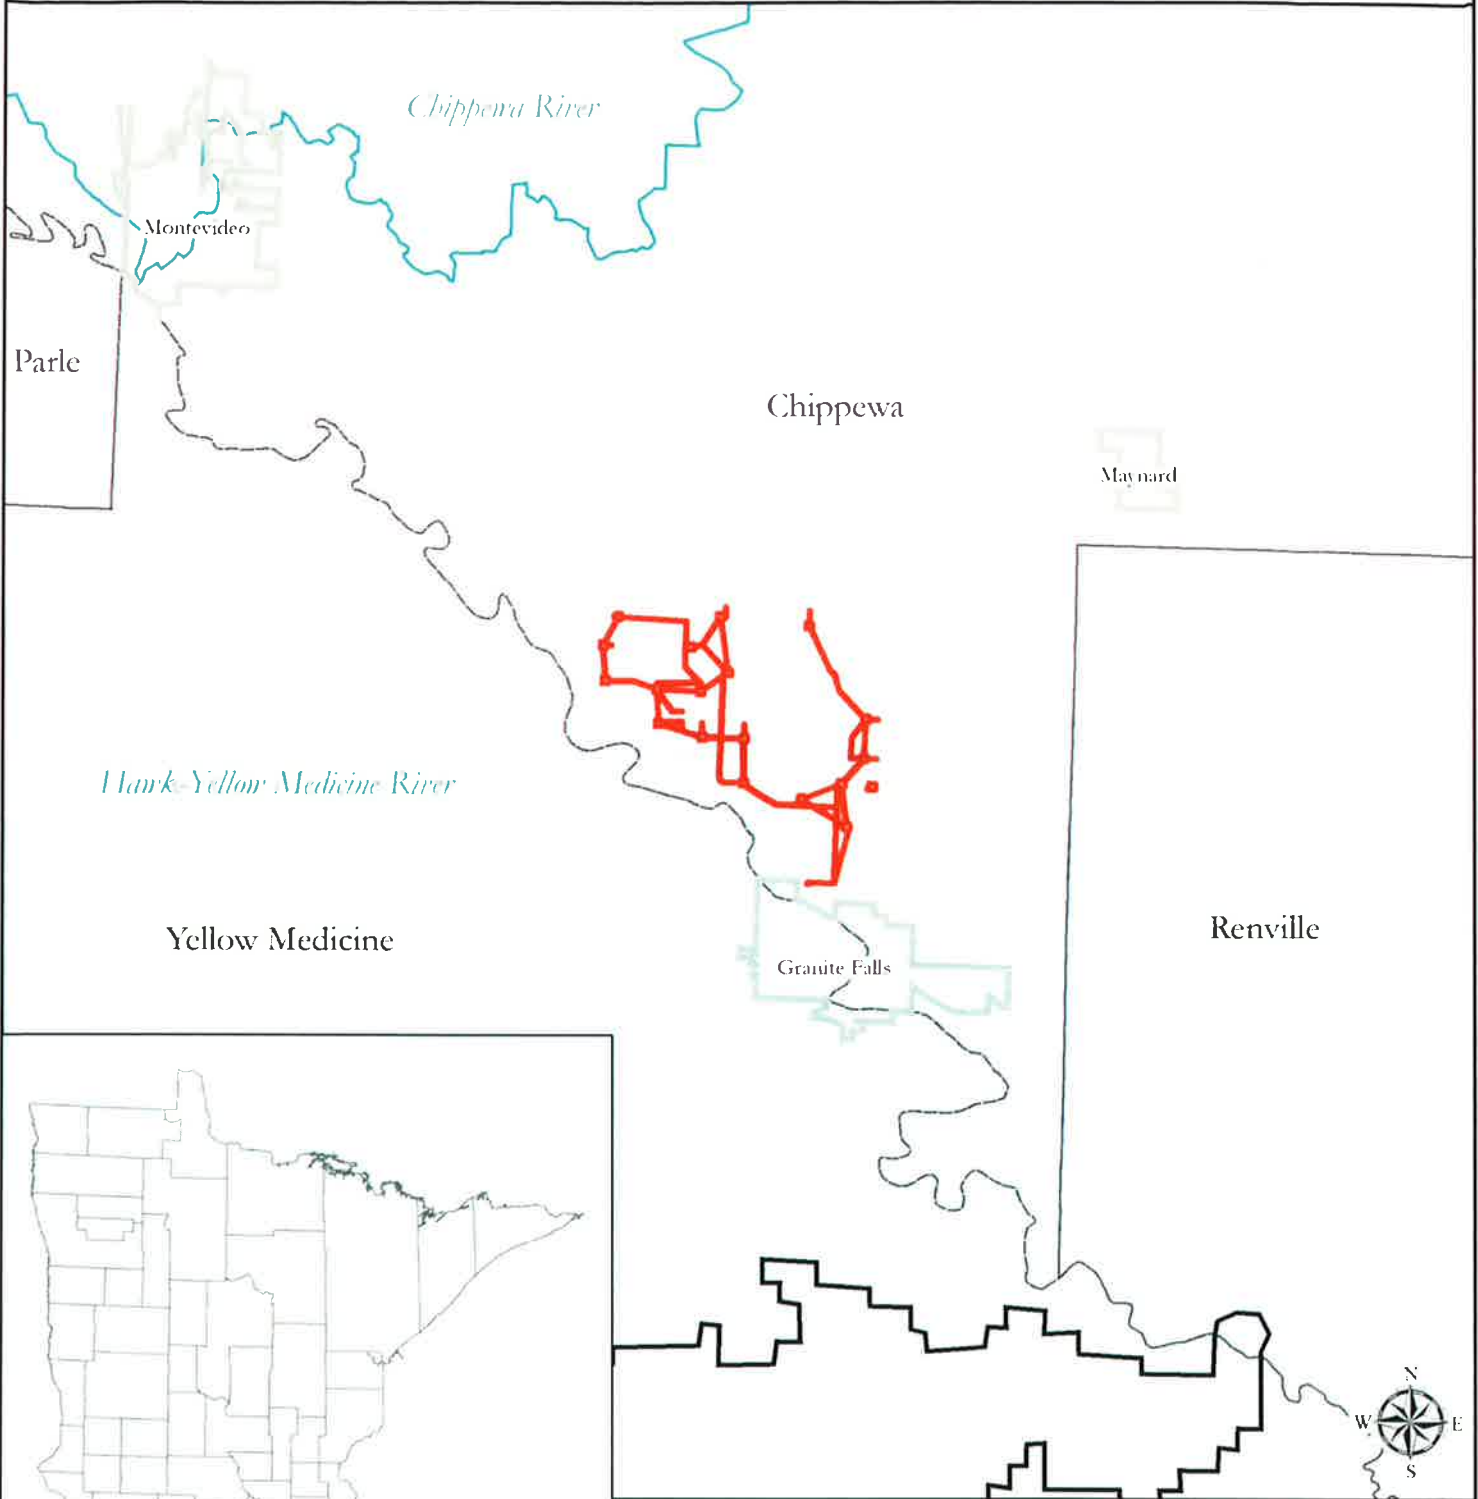 Chippewa River
Montevideo
Parle
Chippewa
Maynard
Hawk-Yellow Medicine River
Yellow Medicine
Renville
Granite Falls
N
W E
S